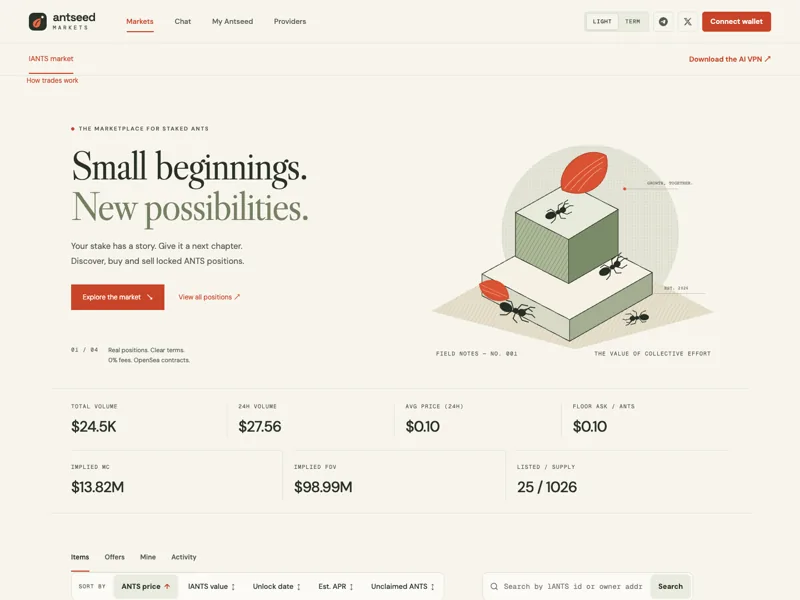 antseed
MARKETS
Markets
Chat
My Antseed
Providers
LIGHT
TERM
Connect wallet
lANTS market
Download the AI VPN ↗
How trades work
THE MARKETPLACE FOR STAKED ANTS
Small beginnings.
New possibilities.
Your stake has a story. Give it a next chapter.
Discover, buy and sell locked ANTS positions.
Explore the market ↘
View all positions ↗
01 / 04
Real positions. Clear terms.
0% fees. OpenSea contracts.
GROWTH, TOGETHER.
EST. 2026
FIELD NOTES — NO. 001
THE VALUE OF COLLECTIVE EFFORT
TOTAL VOLUME
$24.5K
24H VOLUME
$27.56
AVG PRICE (24H)
$0.10
FLOOR ASK / ANTS
$0.10
IMPLIED MC
$13.82M
IMPLIED FDV
$98.99M
LISTED / SUPPLY
25 / 1026
Items
Offers
Mine
Activity
SORT BY
ANTS price ↑
lANTS value ↕
Unlock date ↕
Est. APR ↕
Unclaimed ANTS ↕
Search by lANTS id or owner addr
Search